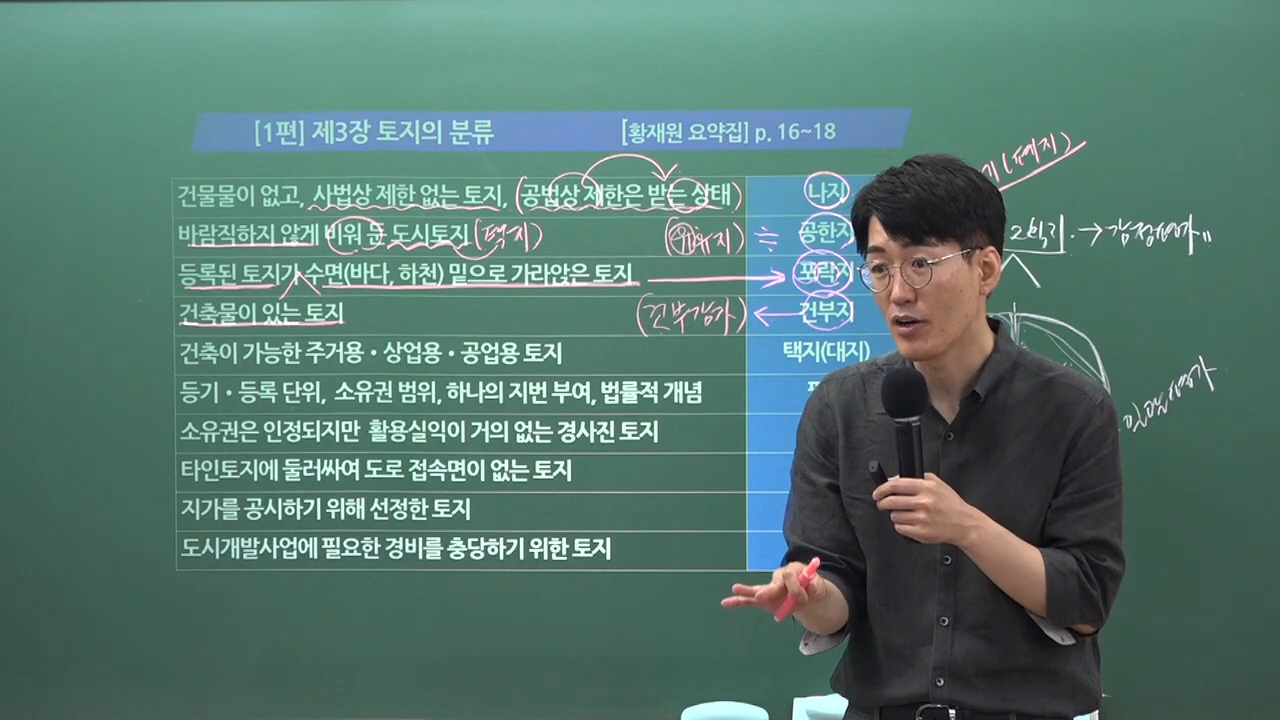 [1편] 제3장 토지의 분류 [황재원 요약집] p. 16~18
건물물이 없고, 사법상 제한 없는 토지, (공법상 제한은 받는 상태) 나지
바람직하지 않게 비워 둔 도시토지 (택지) (유휴지) ≒ 공한지
등록된 토지가 수면(바다, 하천) 밑으로 가라앉은 토지 포락지
건축물이 있는 토지 (건부감가) 건부지
건축이 가능한 주거용・상업용・공업용 토지 택지(대지)
등기・등록 단위, 소유권 범위, 하나의 지번 부여, 법률적 개념
소유권은 인정되지만 활용실익이 거의 없는 경사진 토지
타인토지에 둘러싸여 도로 접속면이 없는 토지
지가를 공시하기 위해 선정한 토지
도시개발사업에 필요한 경비를 충당하기 위한 토지
→ 감정평가